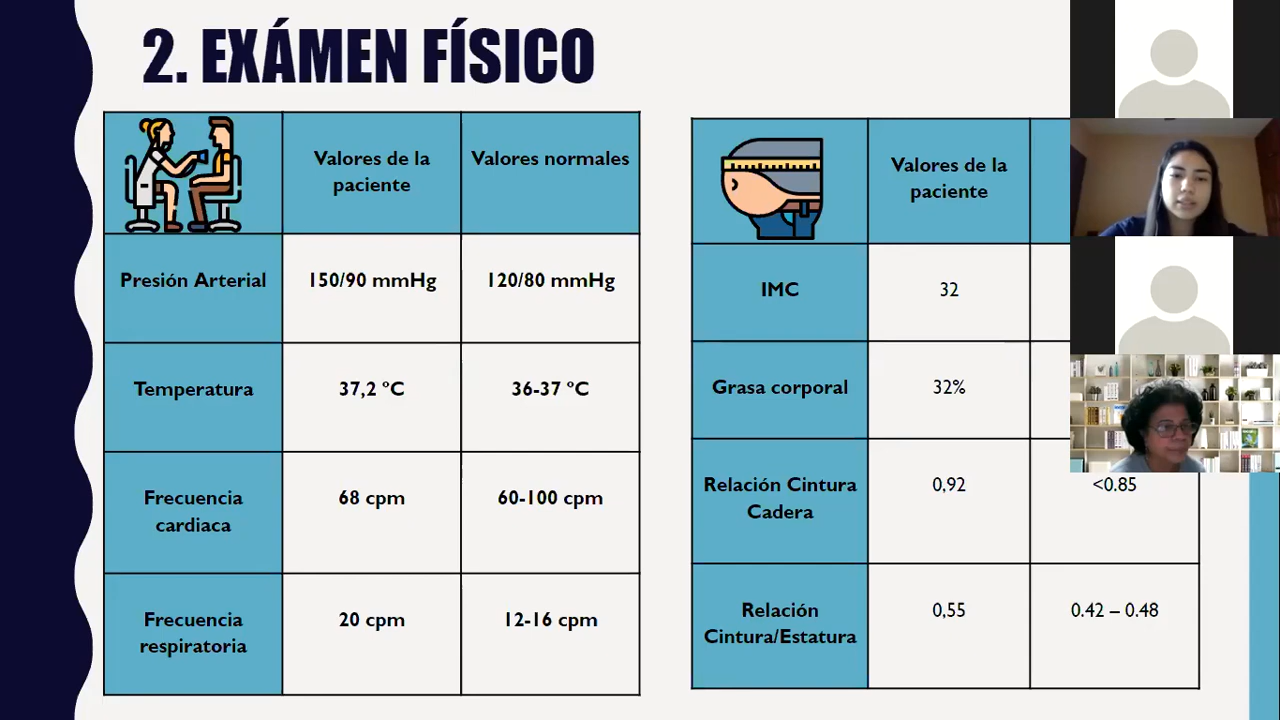 2. EXÁMEN FÍSICO
Valores de la
paciente
Valores normales
Presión Arterial
150/90 mmHg
120/80 mmHg
Temperatura
37,2 °C
36-37 °C
Frecuencia
cardiaca
68 cpm
60-100 cpm
Frecuencia
respiratoria
20 cpm
12-16 cpm
Valores de la
paciente
IMC
32
Grasa corporal
32%
Relación Cintura
Cadera
0,92
<0.85
Relación
Cintura/Estatura
0,55
0.42 – 0.48